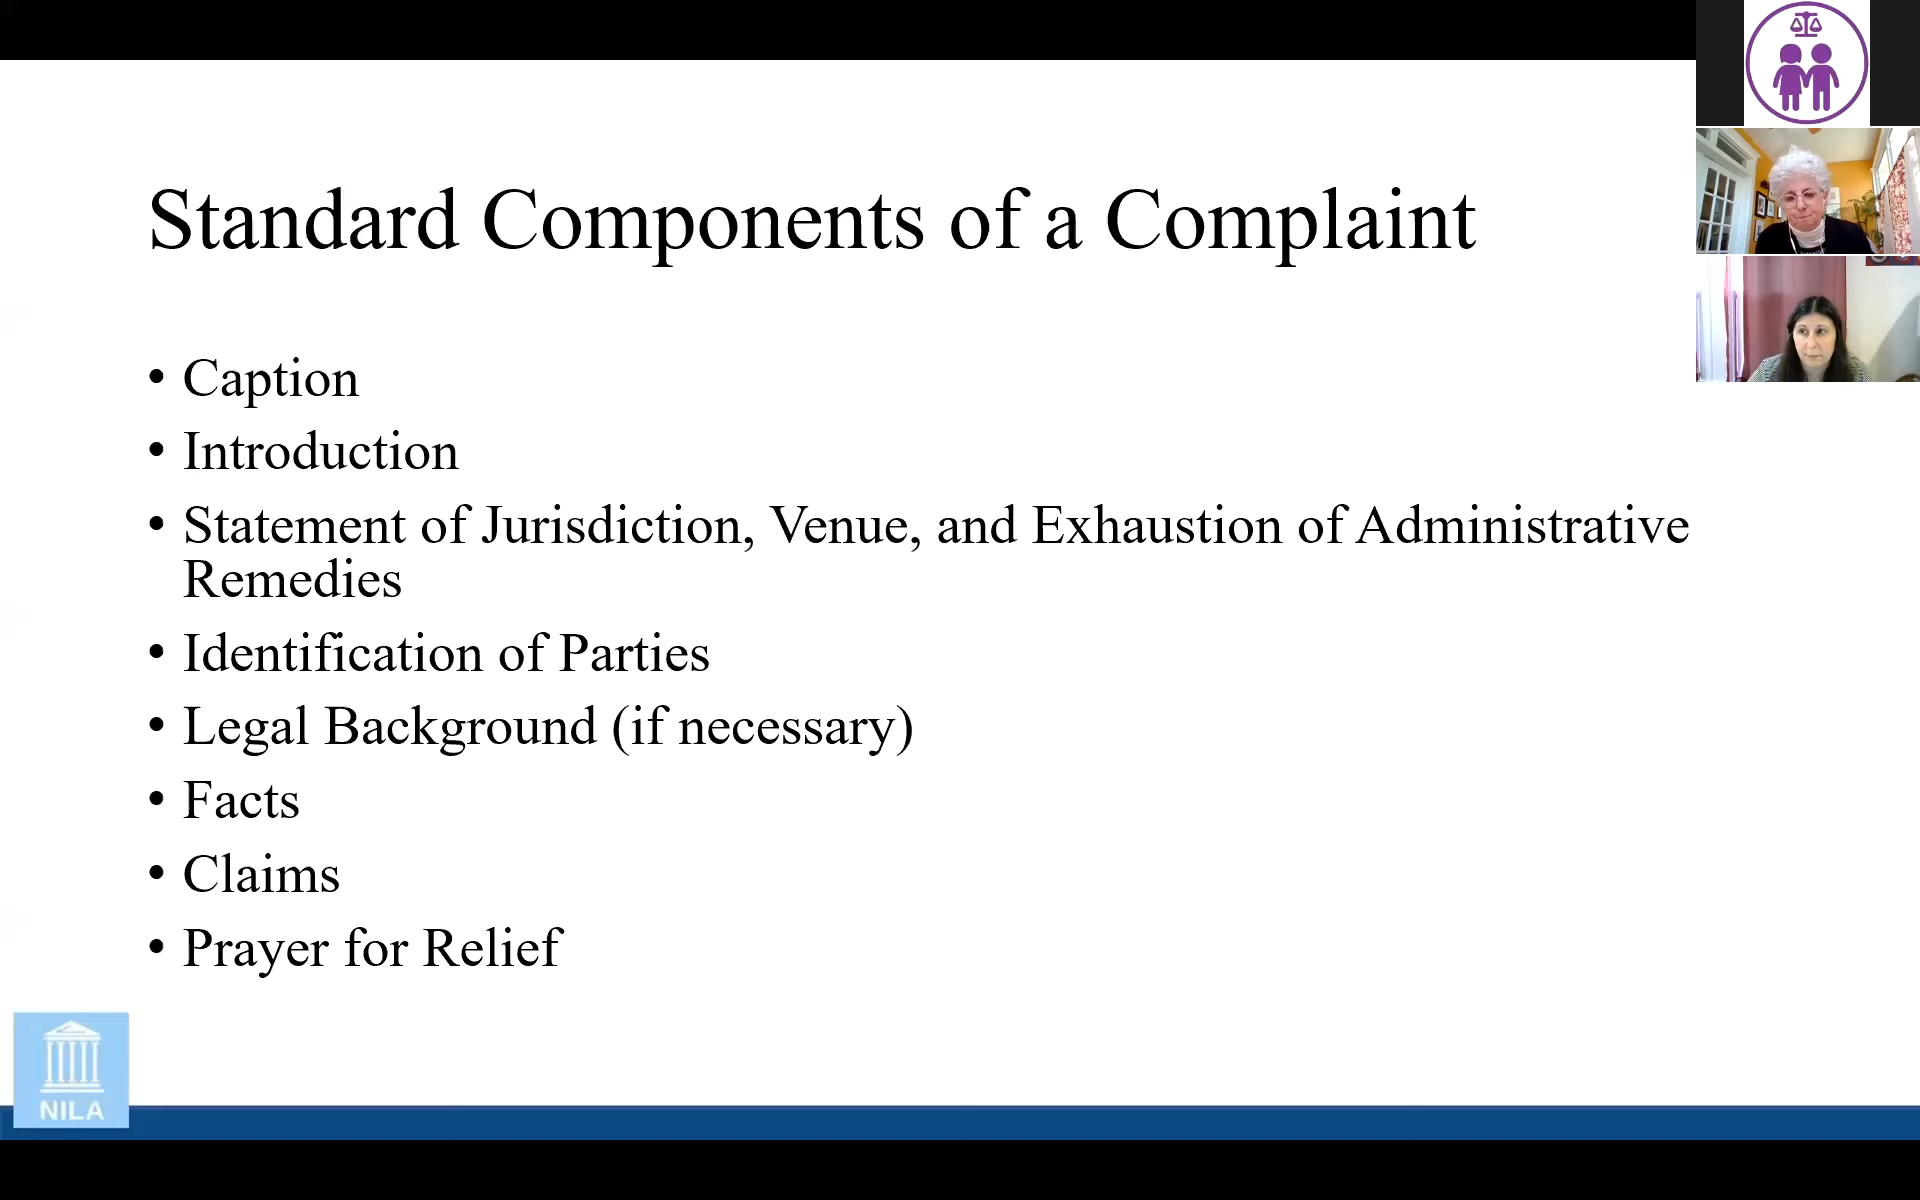 Standard Components of a Complaint
• Caption
• Introduction
• Statement of Jurisdiction, Venue, and Exhaustion of Administrative
Remedies
• Identification of Parties
• Legal Background (if necessary)
• Facts
• Claims
• Prayer for Relief
NILA